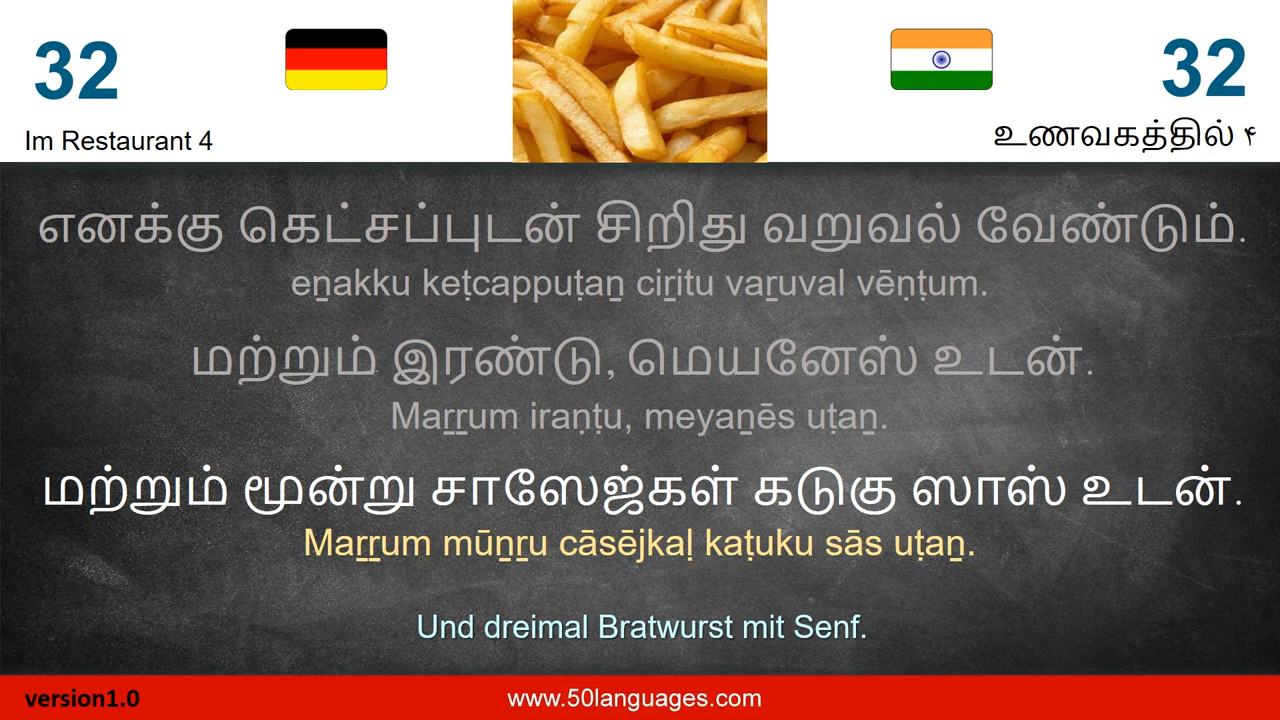 32
32
Im Restaurant 4
உணவகத்தில் ۴
எனக்கு கெட்சப்புடன் சிறிது வறுவல் வேண்டும்.
eṉakku keṭcappuṭaṉ ciṟitu vaṟuval vēṇṭum.
மற்றும் இரண்டு, மெயனேஸ் உடன்.
Maṟṟum iraṇṭu, meyaṉēs uṭaṉ.
மற்றும் மூன்று சாஸேஜ்கள் கடுகு ஸாஸ் உடன்.
Maṟṟum mūṉṟu cāsējkaḷ kaṭuku sās uṭaṉ.
Und dreimal Bratwurst mit Senf.
version1.0
www.50languages.com